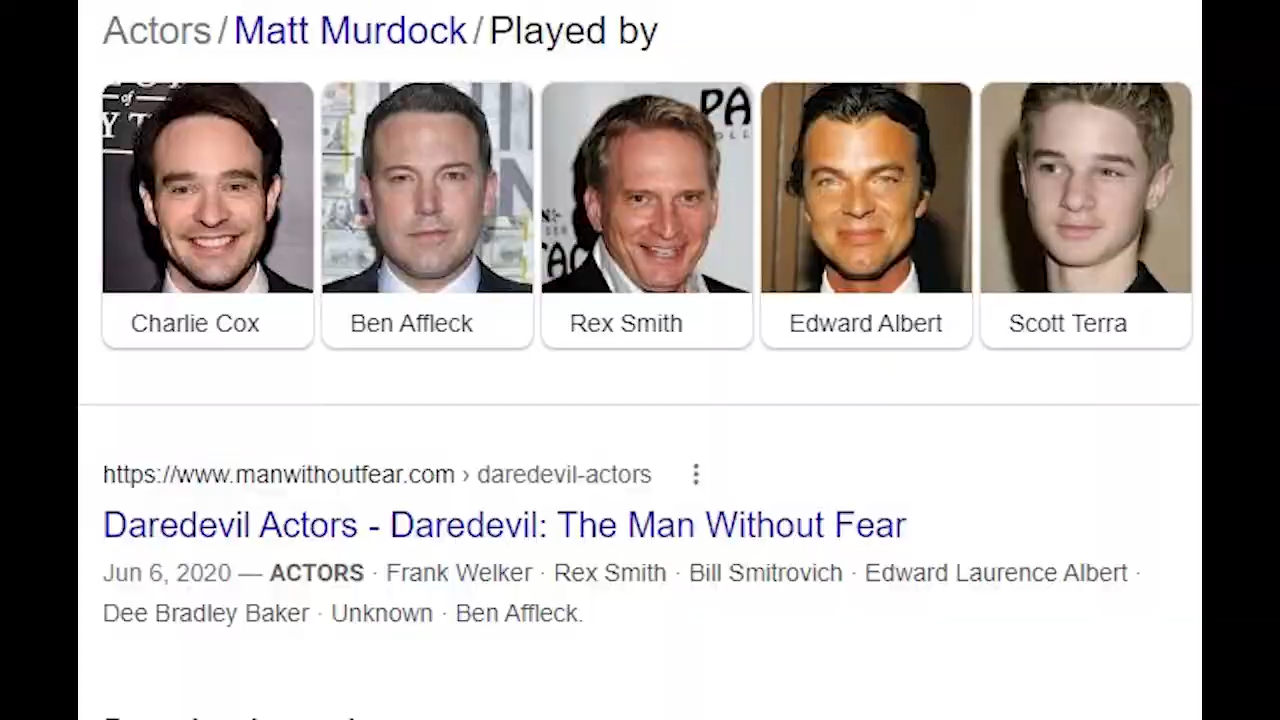 Actors / Matt Murdock / Played by
of
Y T
PA
Charlie Cox
Ben Affleck
Rex Smith
Edward Albert
Scott Terra
https://www.manwithoutfear.com › daredevil-actors
Daredevil Actors - Daredevil: The Man Without Fear
Jun 6, 2020 — ACTORS · Frank Welker · Rex Smith · Bill Smitrovich · Edward Laurence Albert ·
Dee Bradley Baker · Unknown · Ben Affleck.